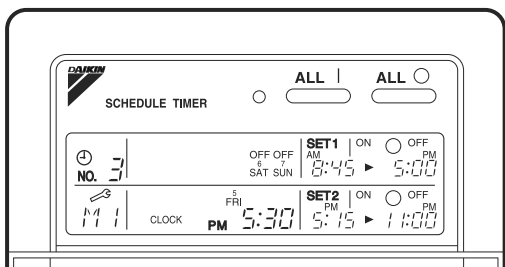 DAIKIN
SCHEDULE TIMER
ALL |
ALL ○
NO. 3
OFF OFF
6 7
SAT SUN
SET1 | ON ○ OFF
AM PM
8:45 ► 5:00
M1
CLOCK
5
FRI
PM 5:30
SET2 | ON ○ OFF
PM PM
5:15 ► 11:00